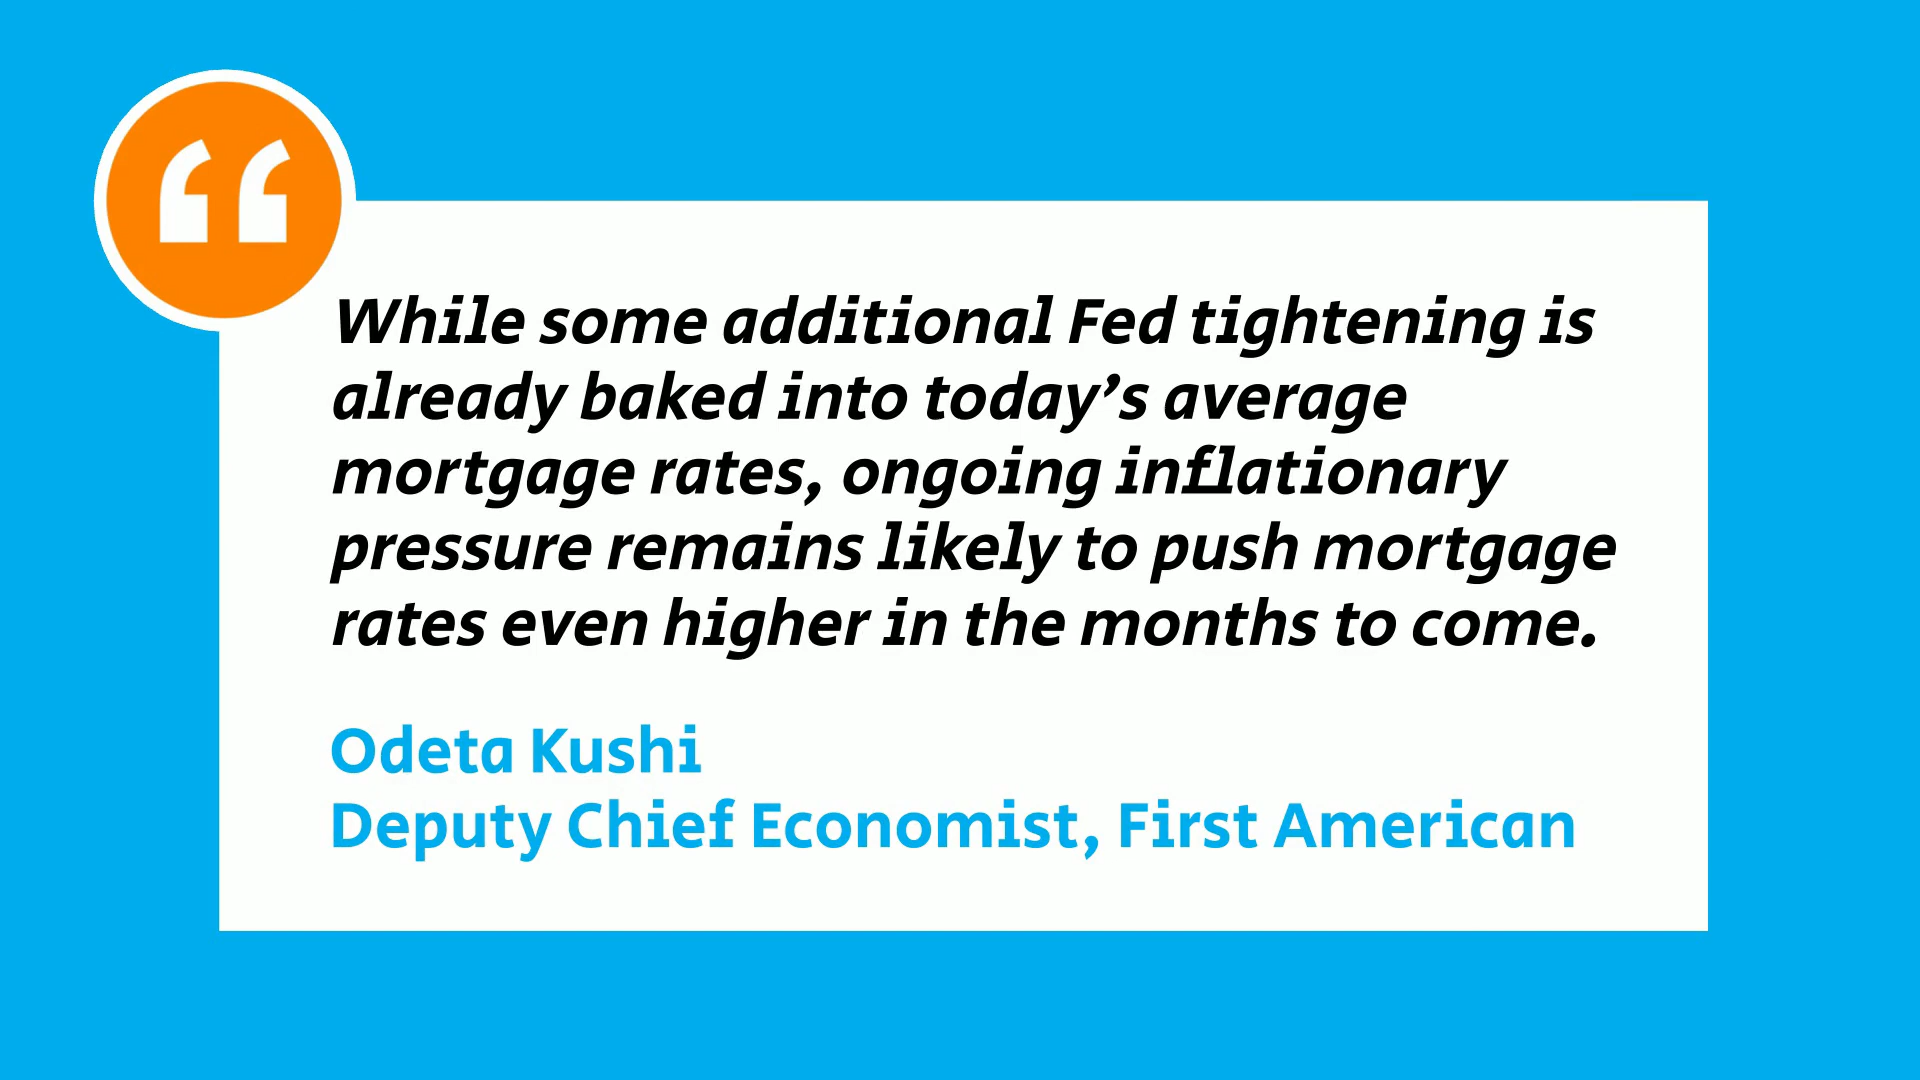 “
While some additional Fed tightening is
already baked into today’s average
mortgage rates, ongoing inflationary
pressure remains likely to push mortgage
rates even higher in the months to come.
Odeta Kushi
Deputy Chief Economist, First American